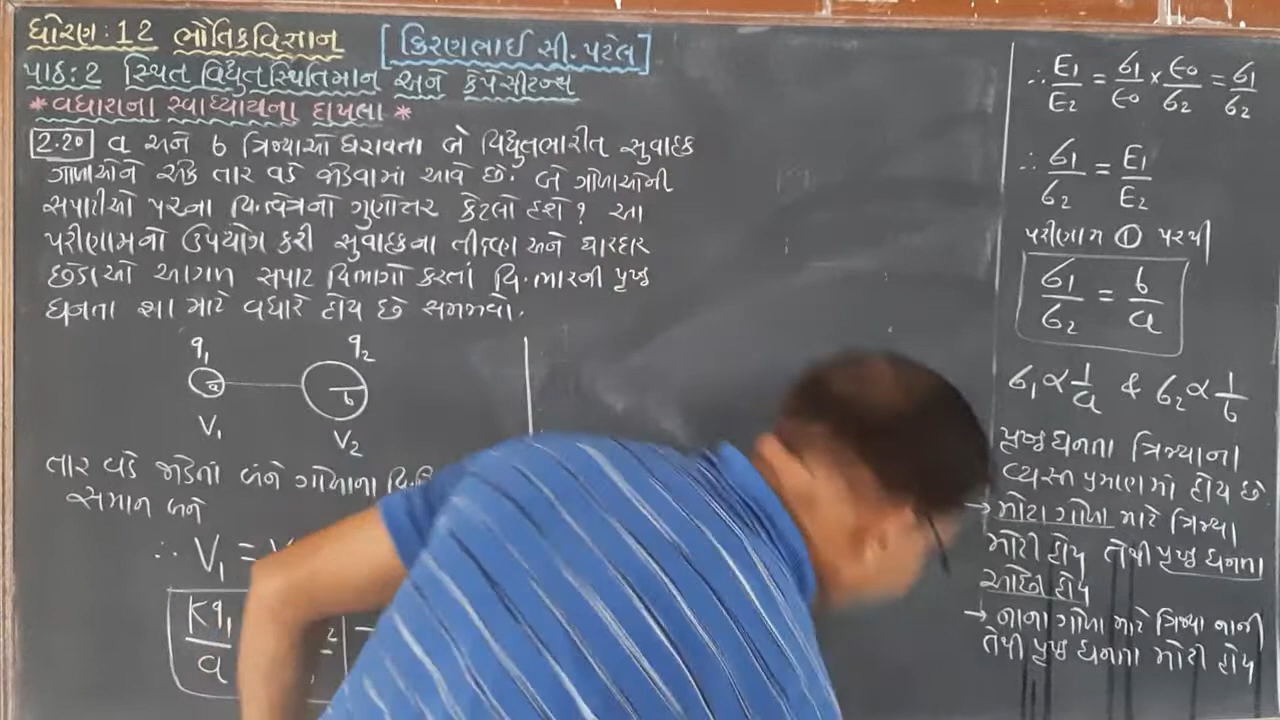 ધોરણ: 12 ભૌતિકવિજ્ઞાન [કિરણભાઈ સી. પટેલ]
પાઠ: 2 સ્થિત વિદ્યુતસ્થિતિમાન અને કેપેસીટન્સ
* વધારાના સ્વાધ્યાયના દાખલા *
2.20 a અને b ત્રિજ્યાઓ ધરાવતા બે વિદ્યુતભારીત સુવાહક
ગોળાઓને એક તાર વડે જોડવામાં આવે છે. બે ગોળાઓની
સપાટીઓ પરના વિ.ક્ષેત્રનો ગુણોત્તર કેટલો હશે? આ
પરીણામનો ઉપયોગ કરી સુવાહકના તીક્ષ્ણ અને ધારદાર
છેડાઓ આગળ સપાટ વિભાગો કરતાં વિ.ભારની પૃષ્ઠ
ઘનતા શા માટે વધારે હોય છે સમજાવો.
q₁ q₂
a b
V₁ V₂
તાર વડે જોડતાં બંને ગોળાના
સમાન બને
∴ V₁ =
Kq₁/a
∴ E₁/E₂ = σ₁/ϵ₀ × ϵ₀/σ₂ = σ₁/σ₂
∴ σ₁/σ₂ = E₁/E₂
પરીણામ ① પરથી
σ₁/σ₂ = b/a
σ₁ ∝ 1/a & σ₂ ∝ 1/b
પૃષ્ઠ ઘનતા ત્રિજ્યાના
વ્યસ્ત પ્રમાણમાં હોય છે
→ મોટા ગોળા માટે ત્રિજ્યા
મોટી હોય તેથી પૃષ્ઠ ઘનતા
ઓછી હોય
→ નાના ગોળા માટે ત્રિજ્યા નાની
તેથી પૃષ્ઠ ઘનતા મોટી હોય